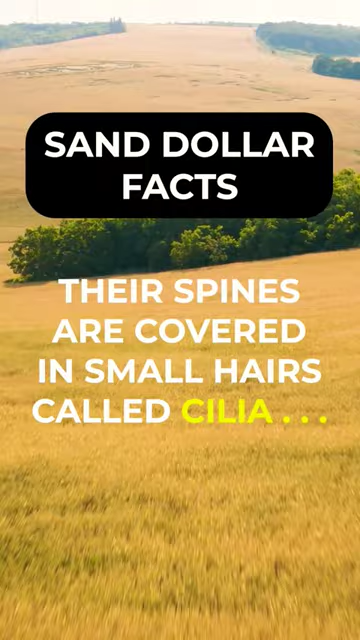 SAND DOLLAR
FACTS
THEIR SPINES
ARE COVERED
IN SMALL HAIRS
CALLED CILIA . . .